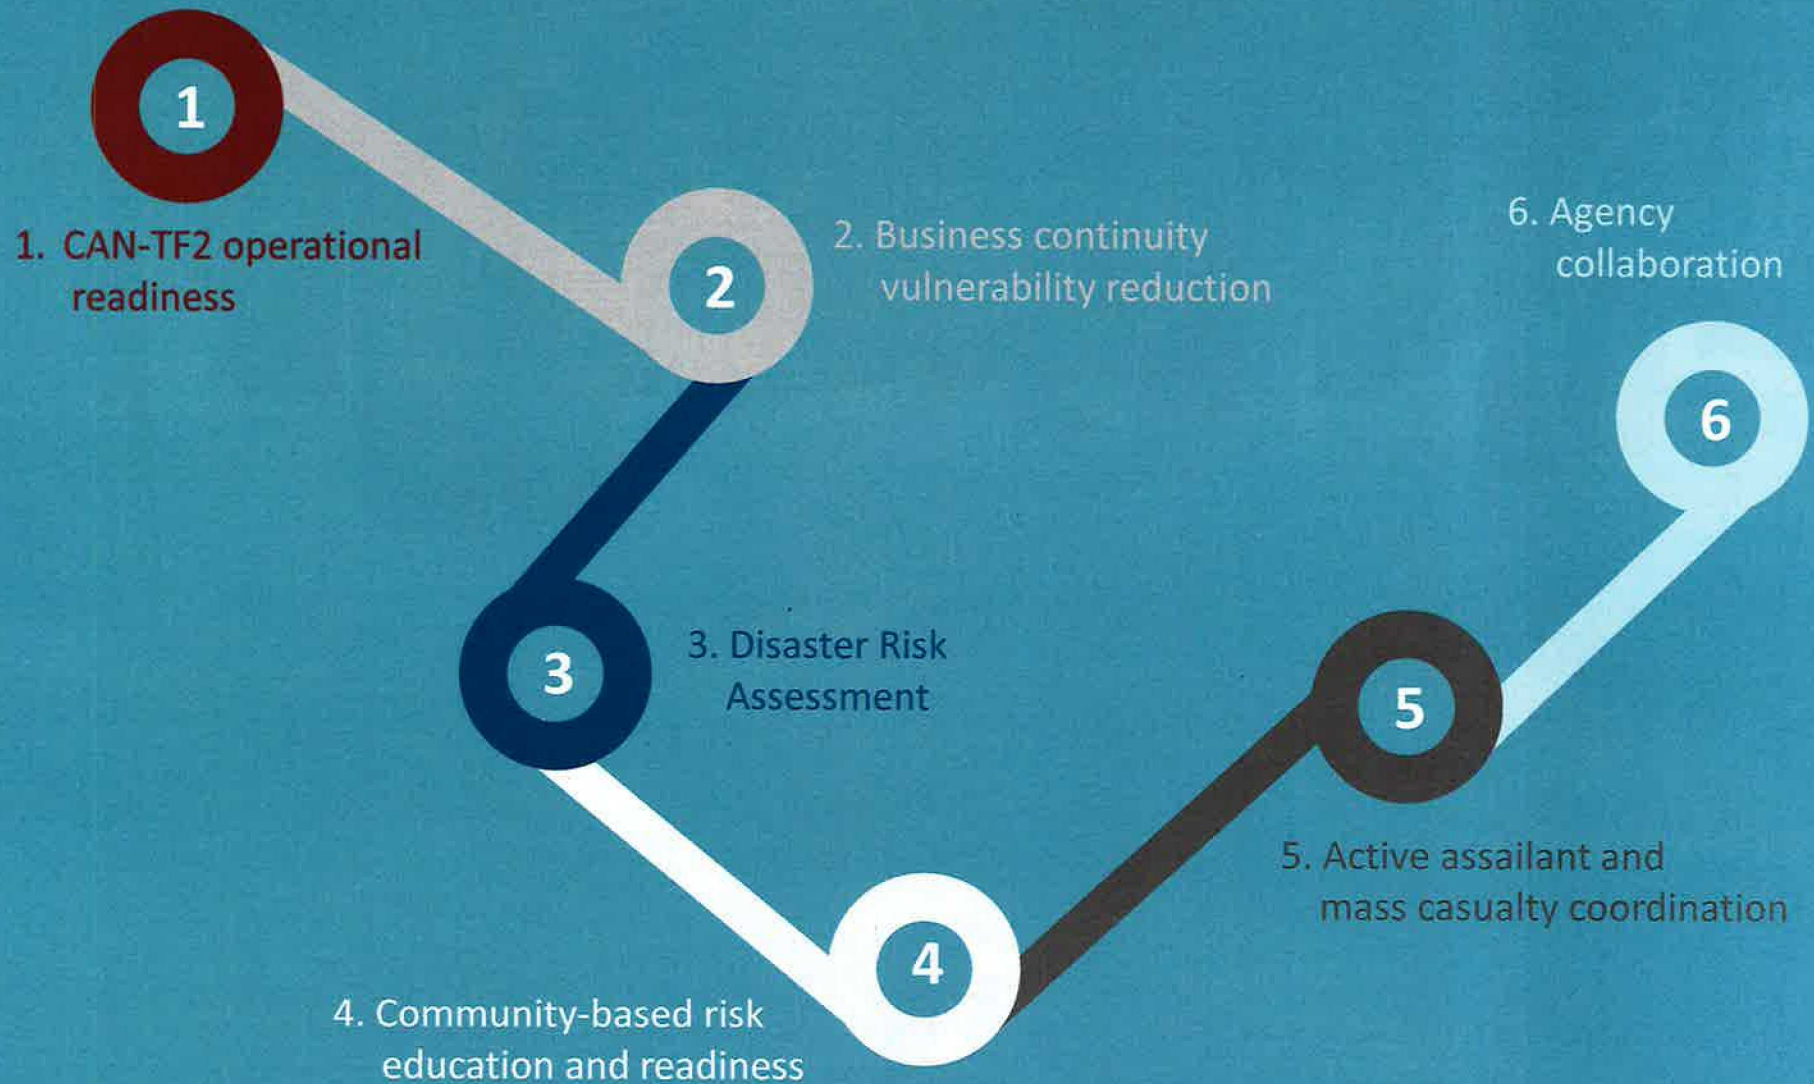 1
1. CAN-TF2 operational
readiness
2
2. Business continuity
vulnerability reduction
3
3. Disaster Risk
Assessment
4
4. Community-based risk
education and readiness
5
5. Active assailant and
mass casualty coordination
6. Agency
collaboration
6